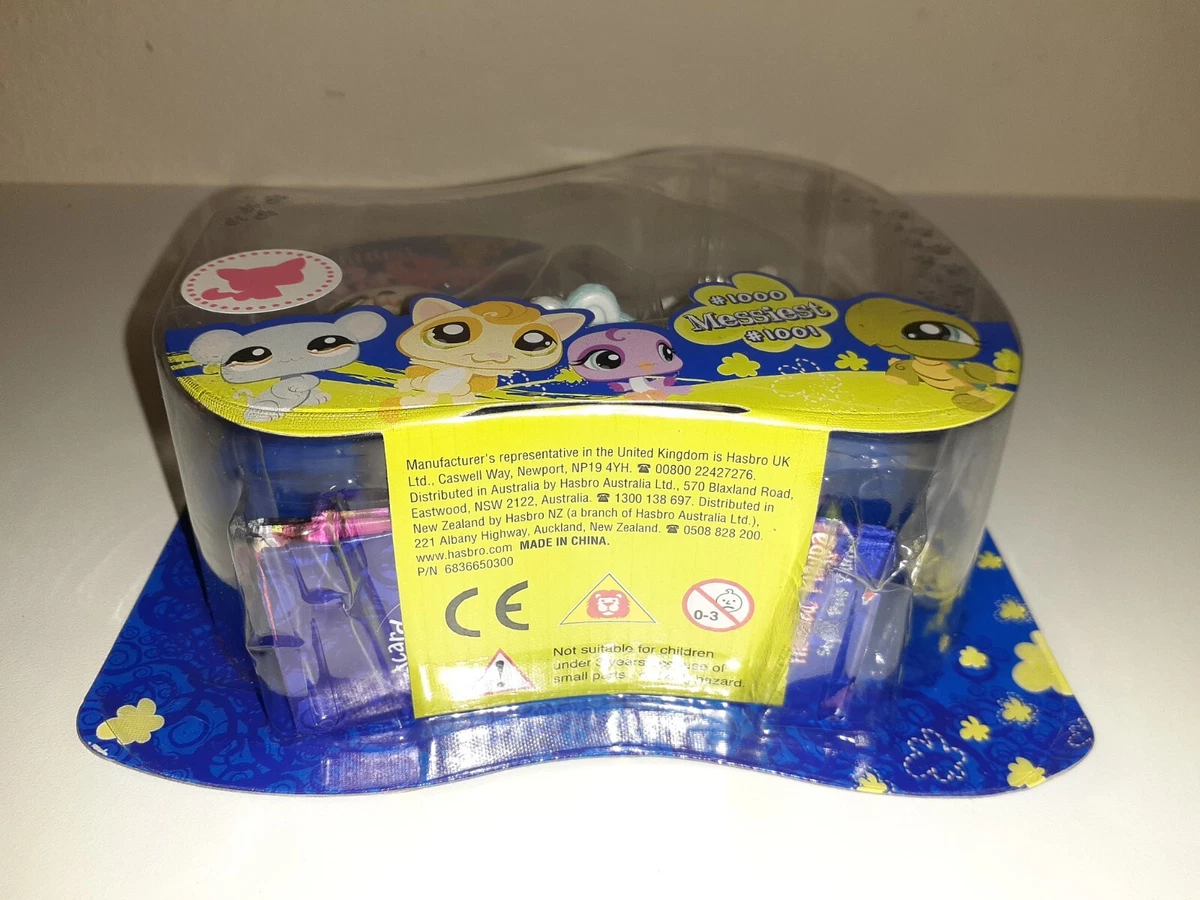 #1000
Messiest
#1001
Manufacturer's representative in the United Kingdom is Hasbro UK
Ltd., Caswell Way, Newport, NP19 4YH. ☎ 00800 22427276.
Distributed in Australia by Hasbro Australia Ltd., 570 Blaxland Road,
Eastwood, NSW 2122, Australia. ☎ 1300 138 697. Distributed in
New Zealand by Hasbro NZ (a branch of Hasbro Australia Ltd.),
221 Albany Highway, Auckland, New Zealand. ☎ 0508 828 200.
www.hasbro.com MADE IN CHINA.
P/N 6836650300
CE
0-3
Not suitable for children
under 3 years because of
small parts hazard.